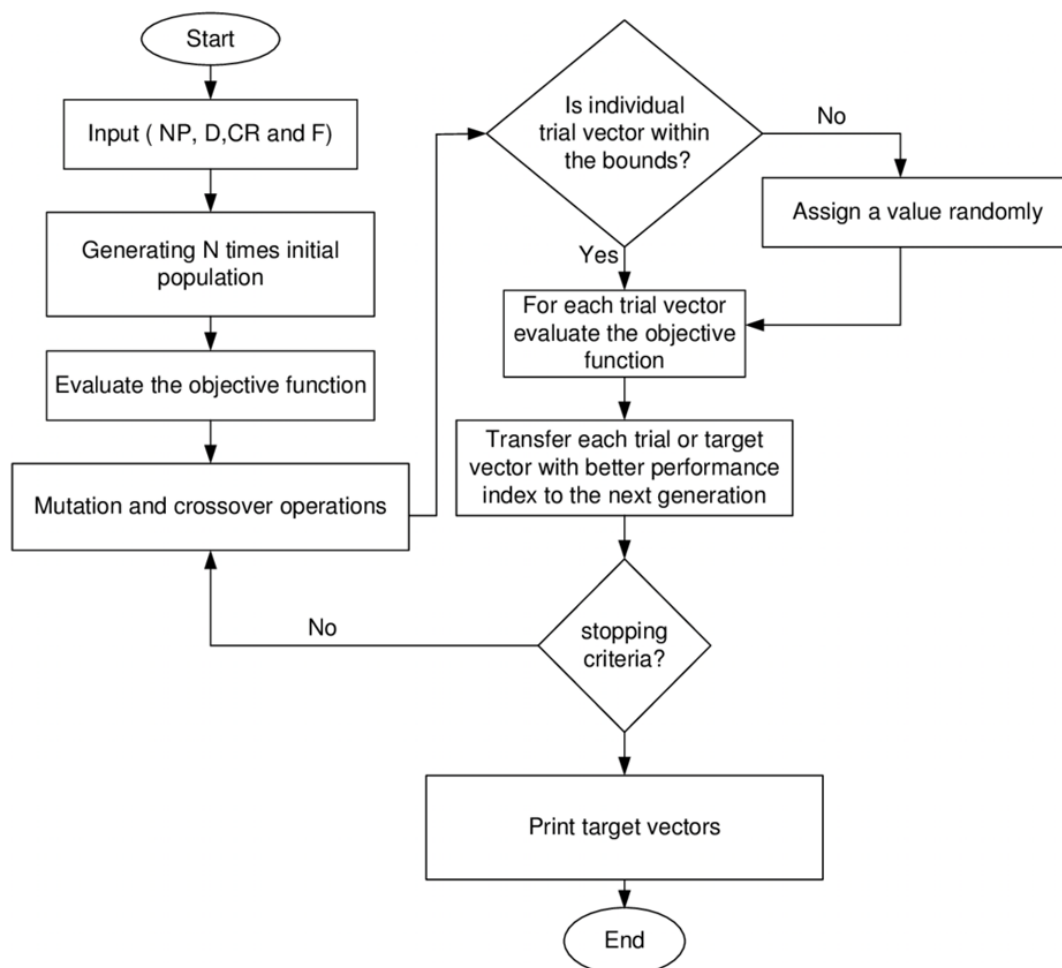 Start
Input ( NP, D,CR and F)
Generating N times initial
population
Evaluate the objective function
Mutation and crossover operations
Is individual
trial vector within
the bounds?
No
Assign a value randomly
Yes
For each trial vector
evaluate the objective
function
Transfer each trial or target
vector with better performance
index to the next generation
No
stopping
criteria?
Print target vectors
End